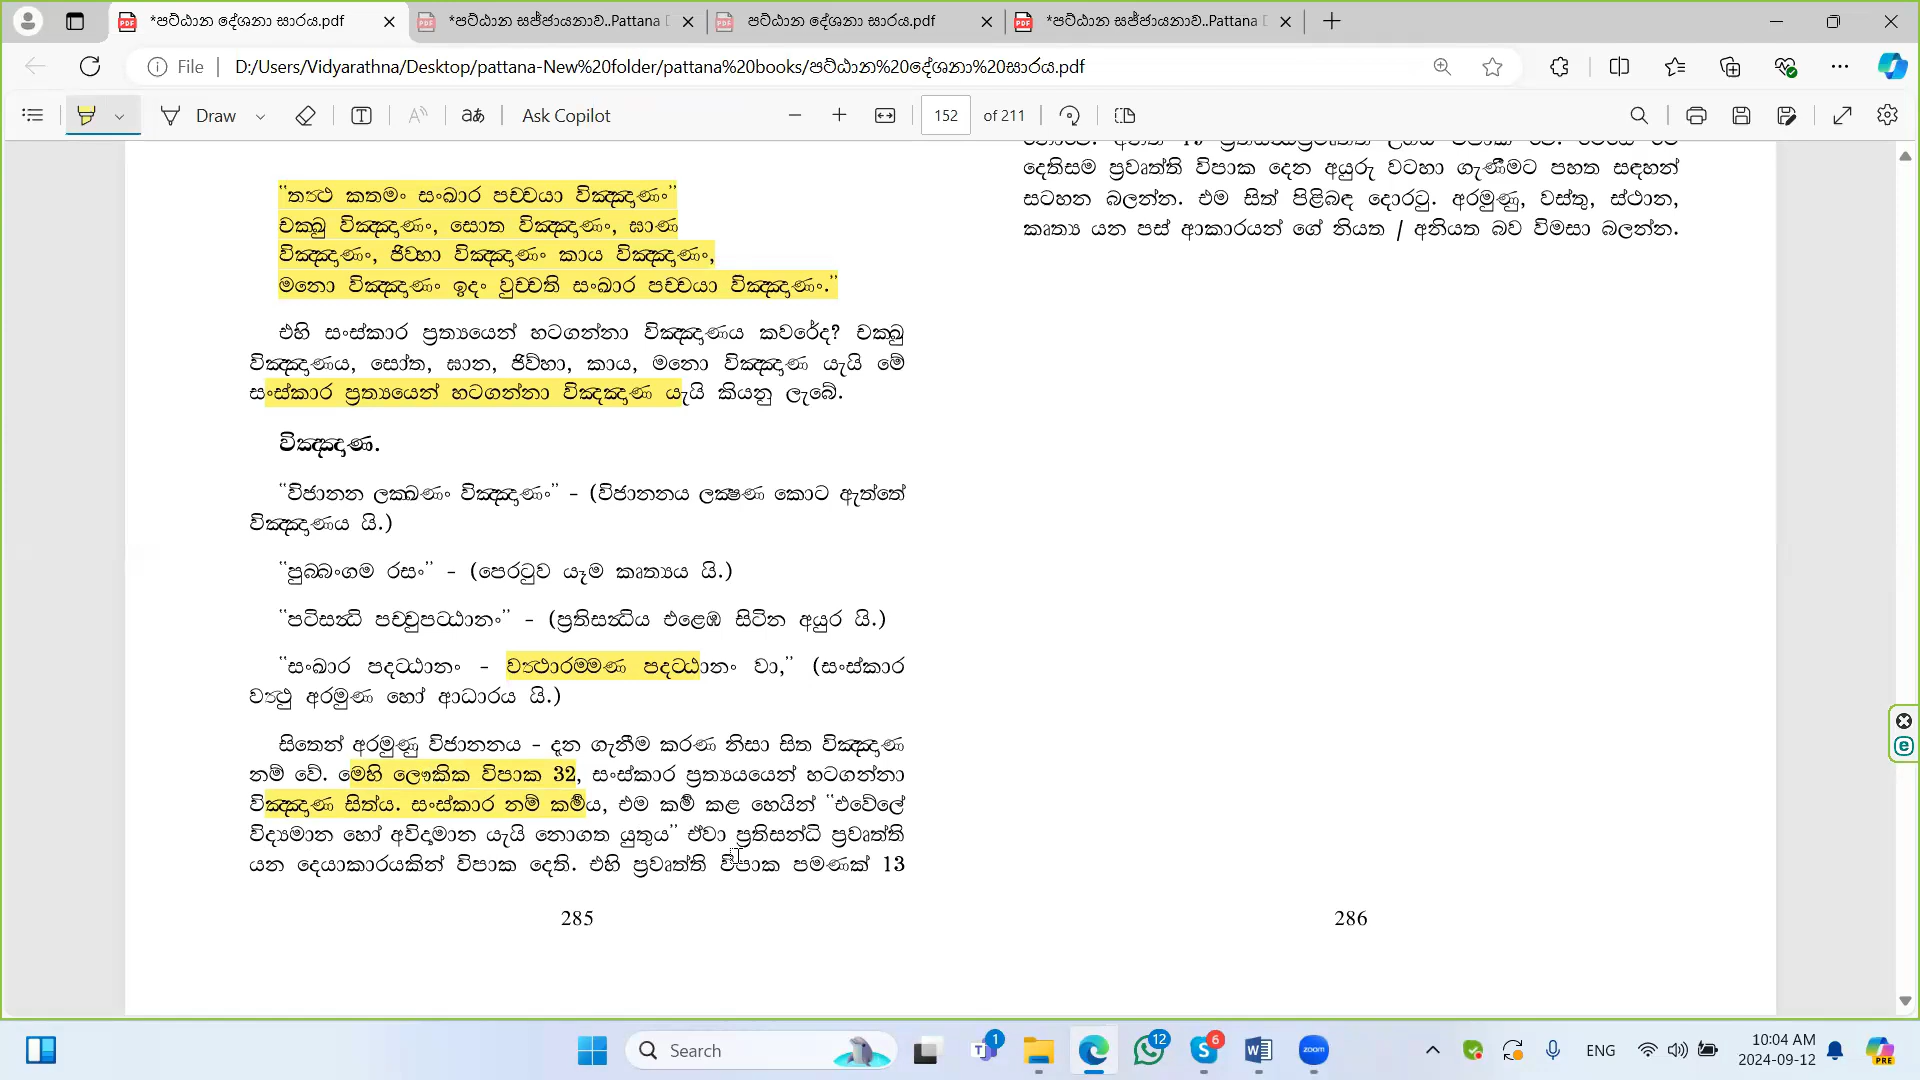 *පට්ඨාන දේශනා සාරය.pdf
*පට්ඨාන සජ්ඣායනාව..Pattana
පට්ඨාන දේශනා සාරය.pdf
*පට්ඨාන සජ්ඣායනාව..Pattana
File
D:/Users/Vidyarathna/Desktop/pattana-New%20folder/pattana%20books/පට්ඨාන%20දේශනා%20සාරය.pdf
Draw
Ask Copilot
152 of 211
“තත්‍ථ කතමං සංඛාර පච්චයා විඤ්ඤාණං”
චක්ඛු විඤ්ඤාණං, සොත විඤ්ඤාණං, ඝාණ
විඤ්ඤාණං, ජිව්හා විඤ්ඤාණං කාය විඤ්ඤාණං,
මනො විඤ්ඤාණං ඉදං වුච්චති සංඛාර පච්චයා විඤ්ඤාණං.”
එහි සංස්කාර ප්‍රත්‍යයෙන් හටගන්නා විඤ්ඤාණය කවරේද? චක්ඛු
විඤ්ඤාණය, සෝත, ඝාන, ජිව්හා, කාය, මනො විඤ්ඤාණ යැයි මේ
සංස්කාර ප්‍රත්‍යයෙන් හටගන්නා විඤ්ඤාණ යැයි කියනු ලැබේ.
විඤ්ඤාණ.
“විජානන ලක්ඛණං විඤ්ඤාණං” - (විජානනය ලක්ෂණ කොට ඇත්තේ
විඤ්ඤාණය යි.)
“පුබ්බංගම රසං” - (පෙරටුව යෑම කෘත්‍යය යි.)
“පටිසන්‍ධි පච්චුපට්ඨානං” - (ප්‍රතිසන්‍ධිය එළෙඹ සිටින අයුර යි.)
“සංඛාර පදට්ඨානං - වත්‍ථාරම්මණ පදට්ඨානං වා,” (සංස්කාර
වත්‍ථු අරමුණ හෝ ආධාරය යි.)
සිතෙන් අරමුණු විජානනය - දැන ගැනීම කරණ නිසා සිත විඤ්ඤාණ
නම් වේ. මෙහි ලෞකික විපාක 32, සංස්කාර ප්‍රත්‍යයයෙන් හටගන්නා
විඤ්ඤාණ සිත්ය. සංස්කාර නම් කර්‍මය, එම කර්‍ම කළ හෙයින් “එවේලේ
විද්‍යමාන හෝ අවිද්‍යමාන යැයි නොගත යුතුය” ඒවා ප්‍රතිසන්ධි ප්‍රවෘත්ති
යන දෙයාකාරයකින් විපාක දෙති. එහි ප්‍රවෘත්ති විපාක පමණක් 13
285
දෙතිසම ප්‍රවෘත්ති විපාක දෙන අයුරු වටහා ගැණීමට පහත සඳහන්
සටහන බලන්න. එම සිත් පිළිබඳ දොරටු. අරමුණු, වස්තු, ස්ථාන,
කෘත්‍ය යන පස් ආකාරයන් ගේ නියත / අනියත බව විමසා බලන්න.
286
Search
1
12
6
zoom
ENG
10:04 AM
2024-09-12
PRE